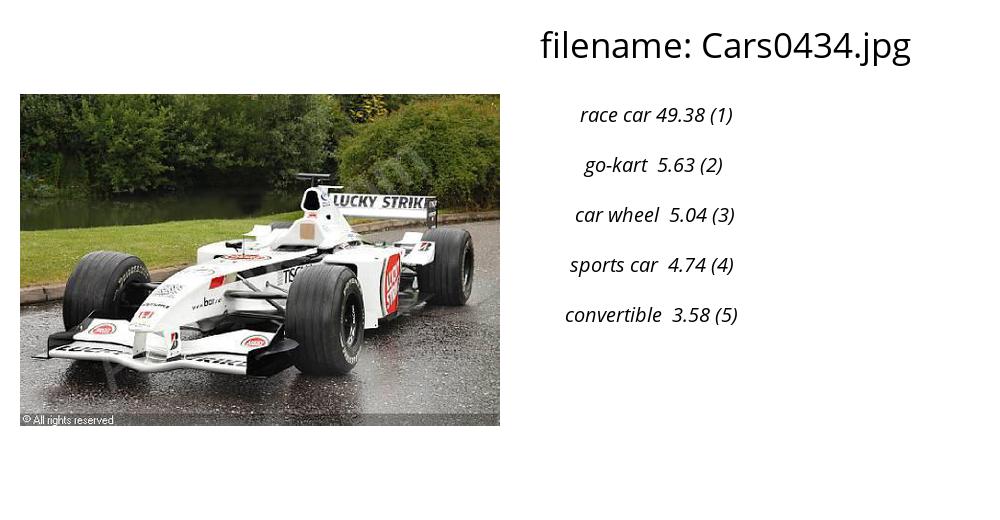 filename: Cars0434.jpg
race car 49.38 (1)
go-kart 5.63 (2)
car wheel 5.04 (3)
sports car 4.74 (4)
convertible 3.58 (5)
LUCKY STRIKE
© All rights reserved